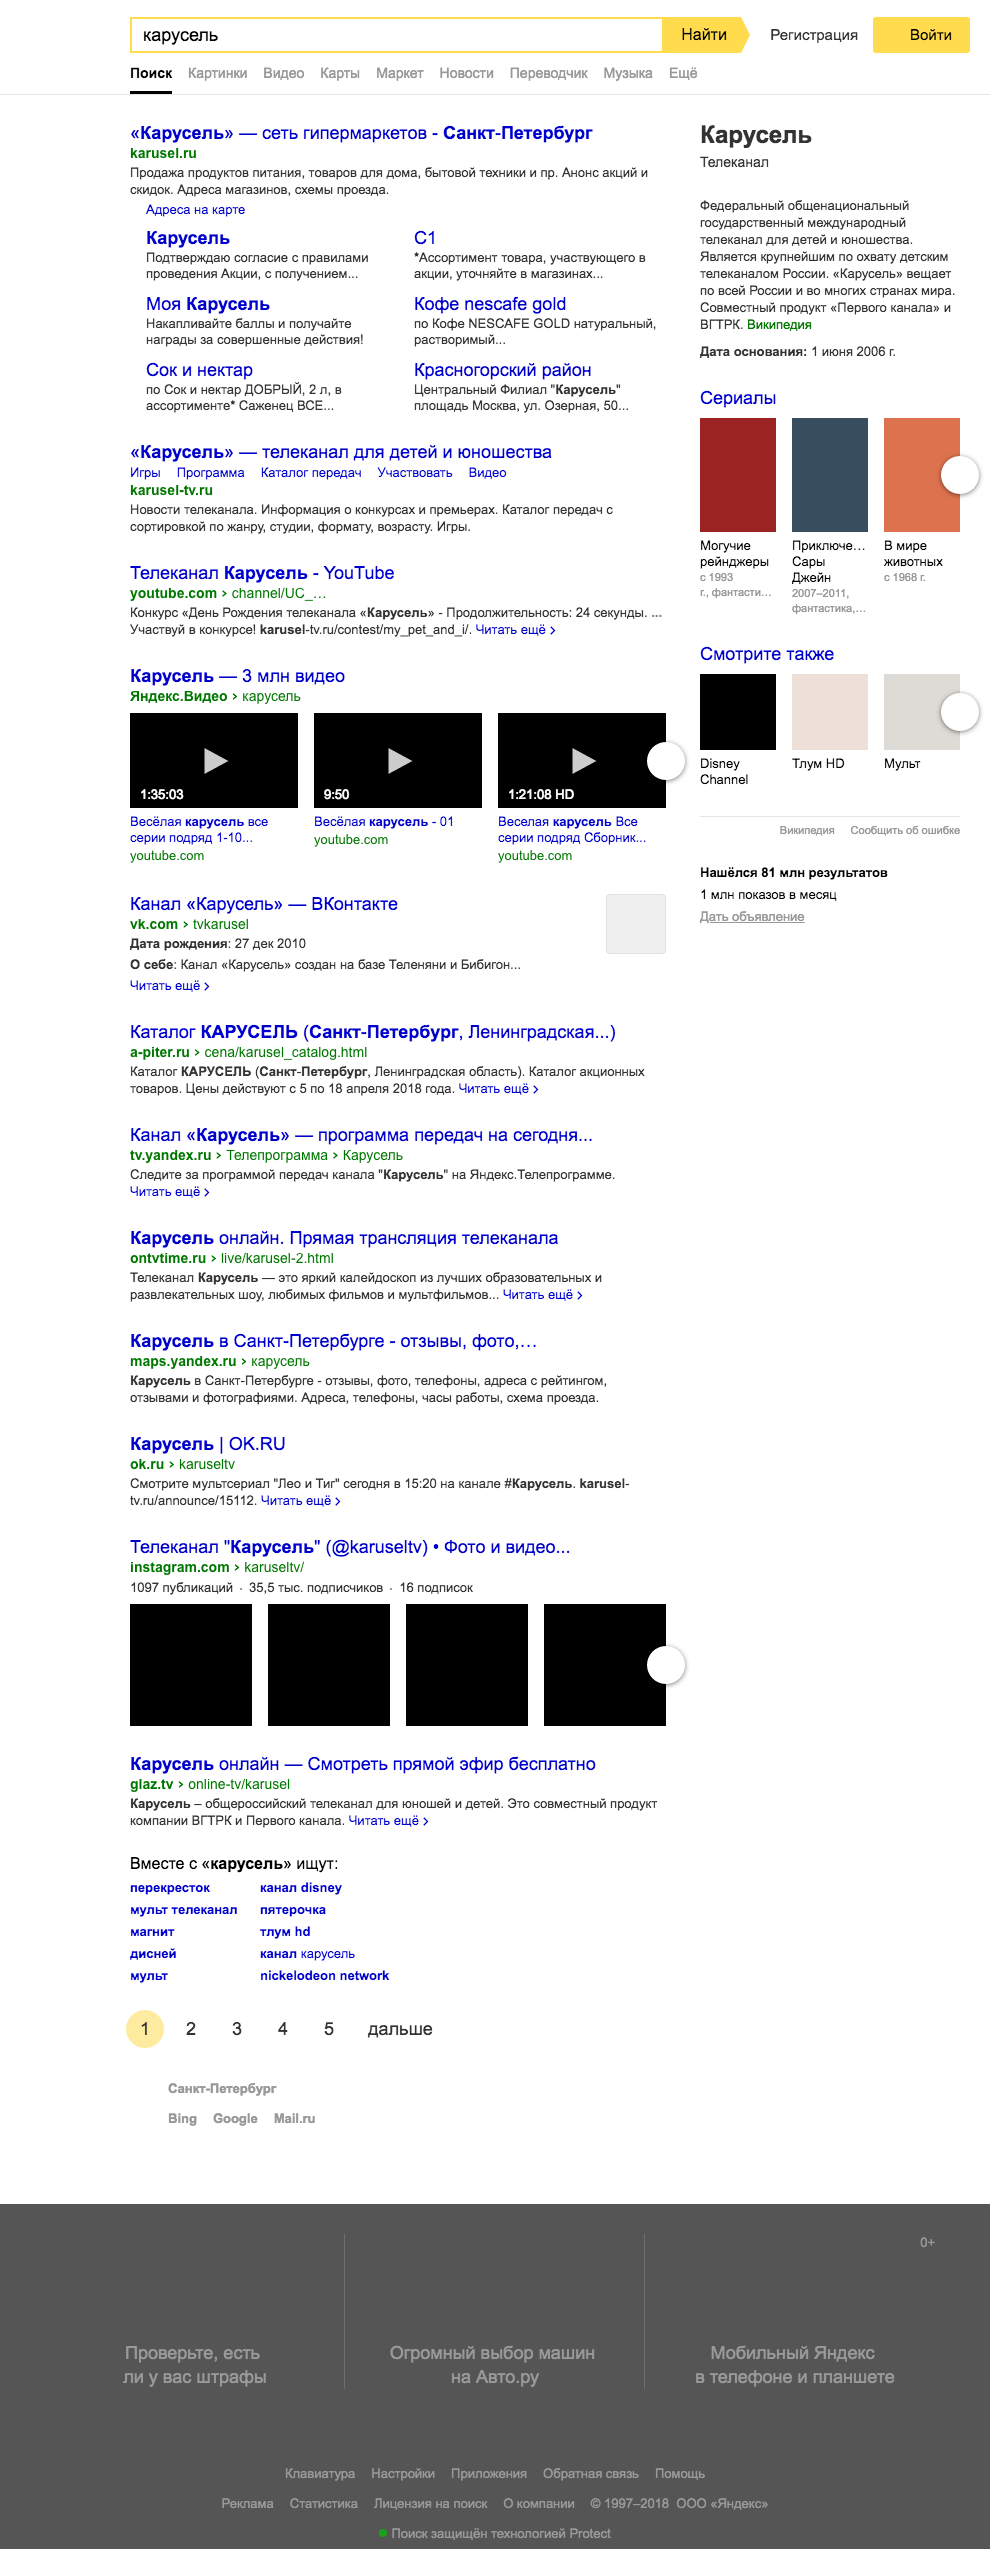 карусель
Найти
Регистрация
Войти
Поиск Картинки Видео Карты Маркет Новости Переводчик Музыка Ещё
«Карусель» — сеть гипермаркетов - Санкт-Петербург
karusel.ru
Продажа продуктов питания, товаров для дома, бытовой техники и пр. Анонс акций и
скидок. Адреса магазинов, схемы проезда.
Адреса на карте
Карусель
Подтверждаю согласие с правилами
проведения Акции, с получением...
С1
*Ассортимент товара, участвующего в
акции, уточняйте в магазинах...
Моя Карусель
Накапливайте баллы и получайте
награды за совершенные действия!
Кофе nescafe gold
по Кофе NESCAFE GOLD натуральный,
растворимый...
Сок и нектар
по Сок и нектар ДОБРЫЙ, 2 л, в
ассортименте* Саженец ВСЕ...
Красногорский район
Центральный Филиал "Карусель"
площадь Москва, ул. Озерная, 50...
«Карусель» — телеканал для детей и юношества
Игры Программа Каталог передач Участвовать Видео
karusel-tv.ru
Новости телеканала. Информация о конкурсах и премьерах. Каталог передач с
сортировкой по жанру, студии, формату, возрасту. Игры.
Телеканал Карусель - YouTube
youtube.com › channel/UC_…
Конкурс «День Рождения телеканала «Карусель» - Продолжительность: 24 секунды. ...
Участвуй в конкурсе! karusel-tv.ru/contest/my_pet_and_i/. Читать ещё ›
Карусель — 3 млн видео
Яндекс.Видео › карусель
1:35:03
9:50
1:21:08 HD
Весёлая карусель все
серии подряд 1-10...
youtube.com
Весёлая карусель - 01
youtube.com
Веселая карусель Все
серии подряд Сборник...
youtube.com
Канал «Карусель» — ВКонтакте
vk.com › tvkarusel
Дата рождения: 27 дек 2010
О себе: Канал «Карусель» создан на базе Теленяни и Бибигон...
Читать ещё ›
Каталог КАРУСЕЛЬ (Санкт-Петербург, Ленинградская...)
a-piter.ru › cena/karusel_catalog.html
Каталог КАРУСЕЛЬ (Санкт-Петербург, Ленинградская область). Каталог акционных
товаров. Цены действуют с 5 по 18 апреля 2018 года. Читать ещё ›
Канал «Карусель» — программа передач на сегодня...
tv.yandex.ru › Телепрограмма › Карусель
Следите за программой передач канала "Карусель" на Яндекс.Телепрограмме.
Читать ещё ›
Карусель онлайн. Прямая трансляция телеканала
ontvtime.ru › live/karusel-2.html
Телеканал Карусель — это яркий калейдоскоп из лучших образовательных и
развлекательных шоу, любимых фильмов и мультфильмов... Читать ещё ›
Карусель в Санкт-Петербурге - отзывы, фото,…
maps.yandex.ru › карусель
Карусель в Санкт-Петербурге - отзывы, фото, телефоны, адреса с рейтингом,
отзывами и фотографиями. Адреса, телефоны, часы работы, схема проезда.
Карусель | OK.RU
ok.ru › karuseltv
Смотрите мультсериал "Лео и Тиг" сегодня в 15:20 на канале #Карусель. karusel-
tv.ru/announce/15112. Читать ещё ›
Телеканал "Карусель" (@karuseltv) • Фото и видео...
instagram.com › karuseltv/
1097 публикаций · 35,5 тыс. подписчиков · 16 подписок
Карусель онлайн — Смотреть прямой эфир бесплатно
glaz.tv › online-tv/karusel
Карусель – общероссийский телеканал для юношей и детей. Это совместный продукт
компании ВГТРК и Первого канала. Читать ещё ›
Вместе с «карусель» ищут:
перекресток канал disney
мульт телеканал пятерочка
магнит тлум hd
дисней канал карусель
мульт nickelodeon network
1 2 3 4 5 дальше
Санкт-Петербург
Bing Google Mail.ru
Карусель
Телеканал
Федеральный общенациональный
государственный международный
телеканал для детей и юношества.
Является крупнейшим по охвату детским
телеканалом России. «Карусель» вещает
по всей России и во многих странах мира.
Совместный продукт «Первого канала» и
ВГТРК. Википедия
Дата основания: 1 июня 2006 г.
Сериалы
Могучие
рейнджеры
с 1993
г., фантасти…
Приключе…
Сары
Джейн
2007–2011,
фантастика,…
В мире
животных
с 1968 г.
Смотрите также
Disney
Channel
Тлум HD
Мульт
Википедия Сообщить об ошибке
Нашёлся 81 млн результатов
1 млн показов в месяц
Дать объявление
0+
Проверьте, есть
ли у вас штрафы
Огромный выбор машин
на Авто.ру
Мобильный Яндекс
в телефоне и планшете
Клавиатура Настройки Приложения Обратная связь Помощь
Реклама Статистика Лицензия на поиск О компании © 1997–2018 ООО «Яндекс»
Поиск защищён технологией Protect